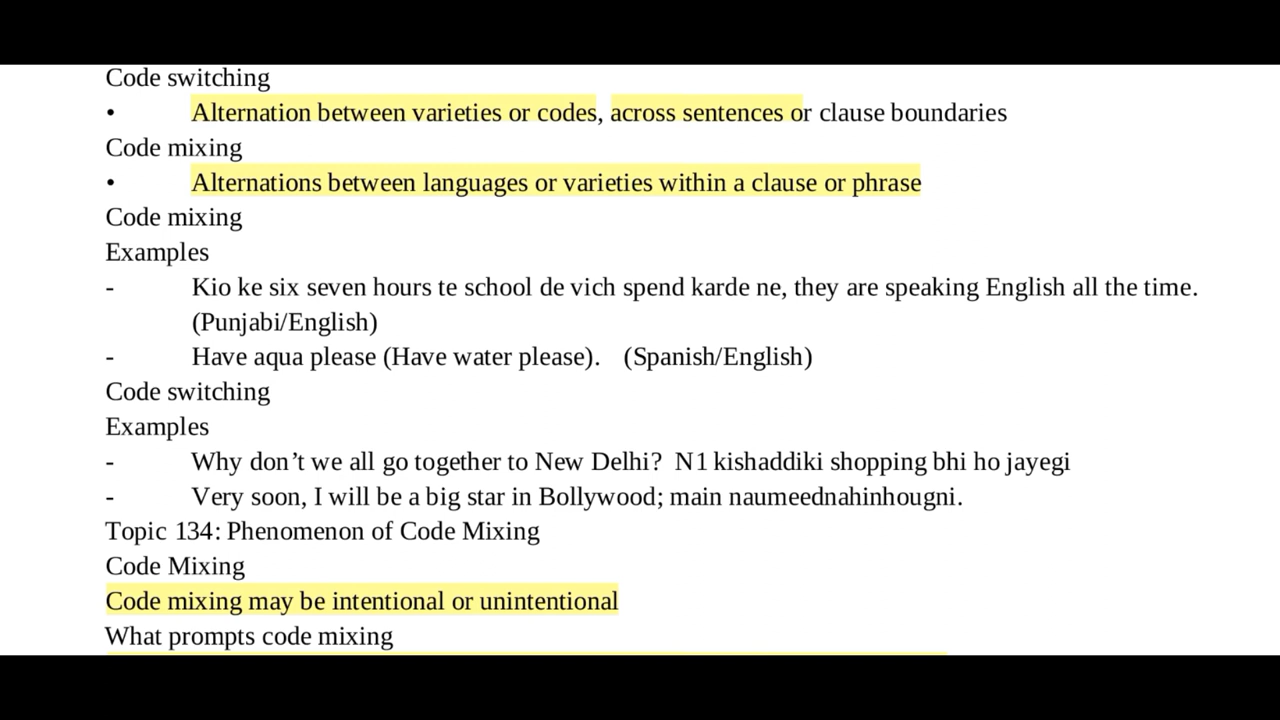 Code switching
• Alternation between varieties or codes, across sentences or clause boundaries
Code mixing
• Alternations between languages or varieties within a clause or phrase
Code mixing
Examples
- Kio ke six seven hours te school de vich spend karde ne, they are speaking English all the time.
(Punjabi/English)
- Have aqua please (Have water please). (Spanish/English)
Code switching
Examples
- Why don’t we all go together to New Delhi? N1 kishaddiki shopping bhi ho jayegi
- Very soon, I will be a big star in Bollywood; main naumeednahinhougni.
Topic 134: Phenomenon of Code Mixing
Code Mixing
Code mixing may be intentional or unintentional
What prompts code mixing